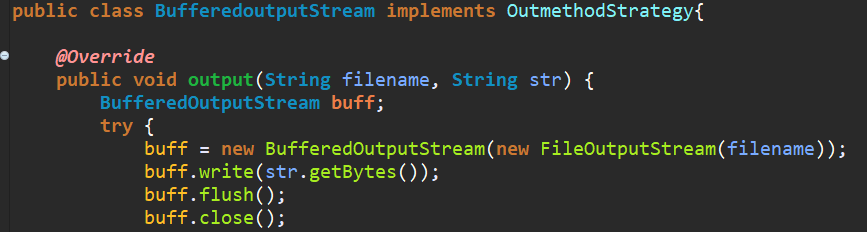 public class BufferedoutputStream implements OutmethodStrategy{
@Override
public void output(String filename, String str) {
BufferedOutputStream buff;
try {
buff = new BufferedOutputStream(new FileOutputStream(filename));
buff.write(str.getBytes());
buff.flush();
buff.close();